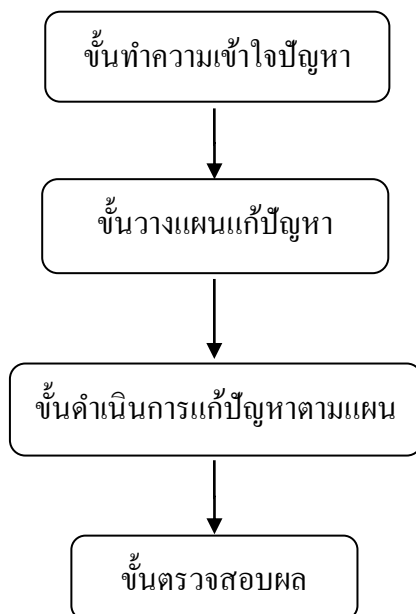 ขั้นทำความเข้าใจปัญหา
ขั้นวางแผนแก้ปัญหา
ขั้นดำเนินการแก้ปัญหาตามแผน
ขั้นตรวจสอบผล